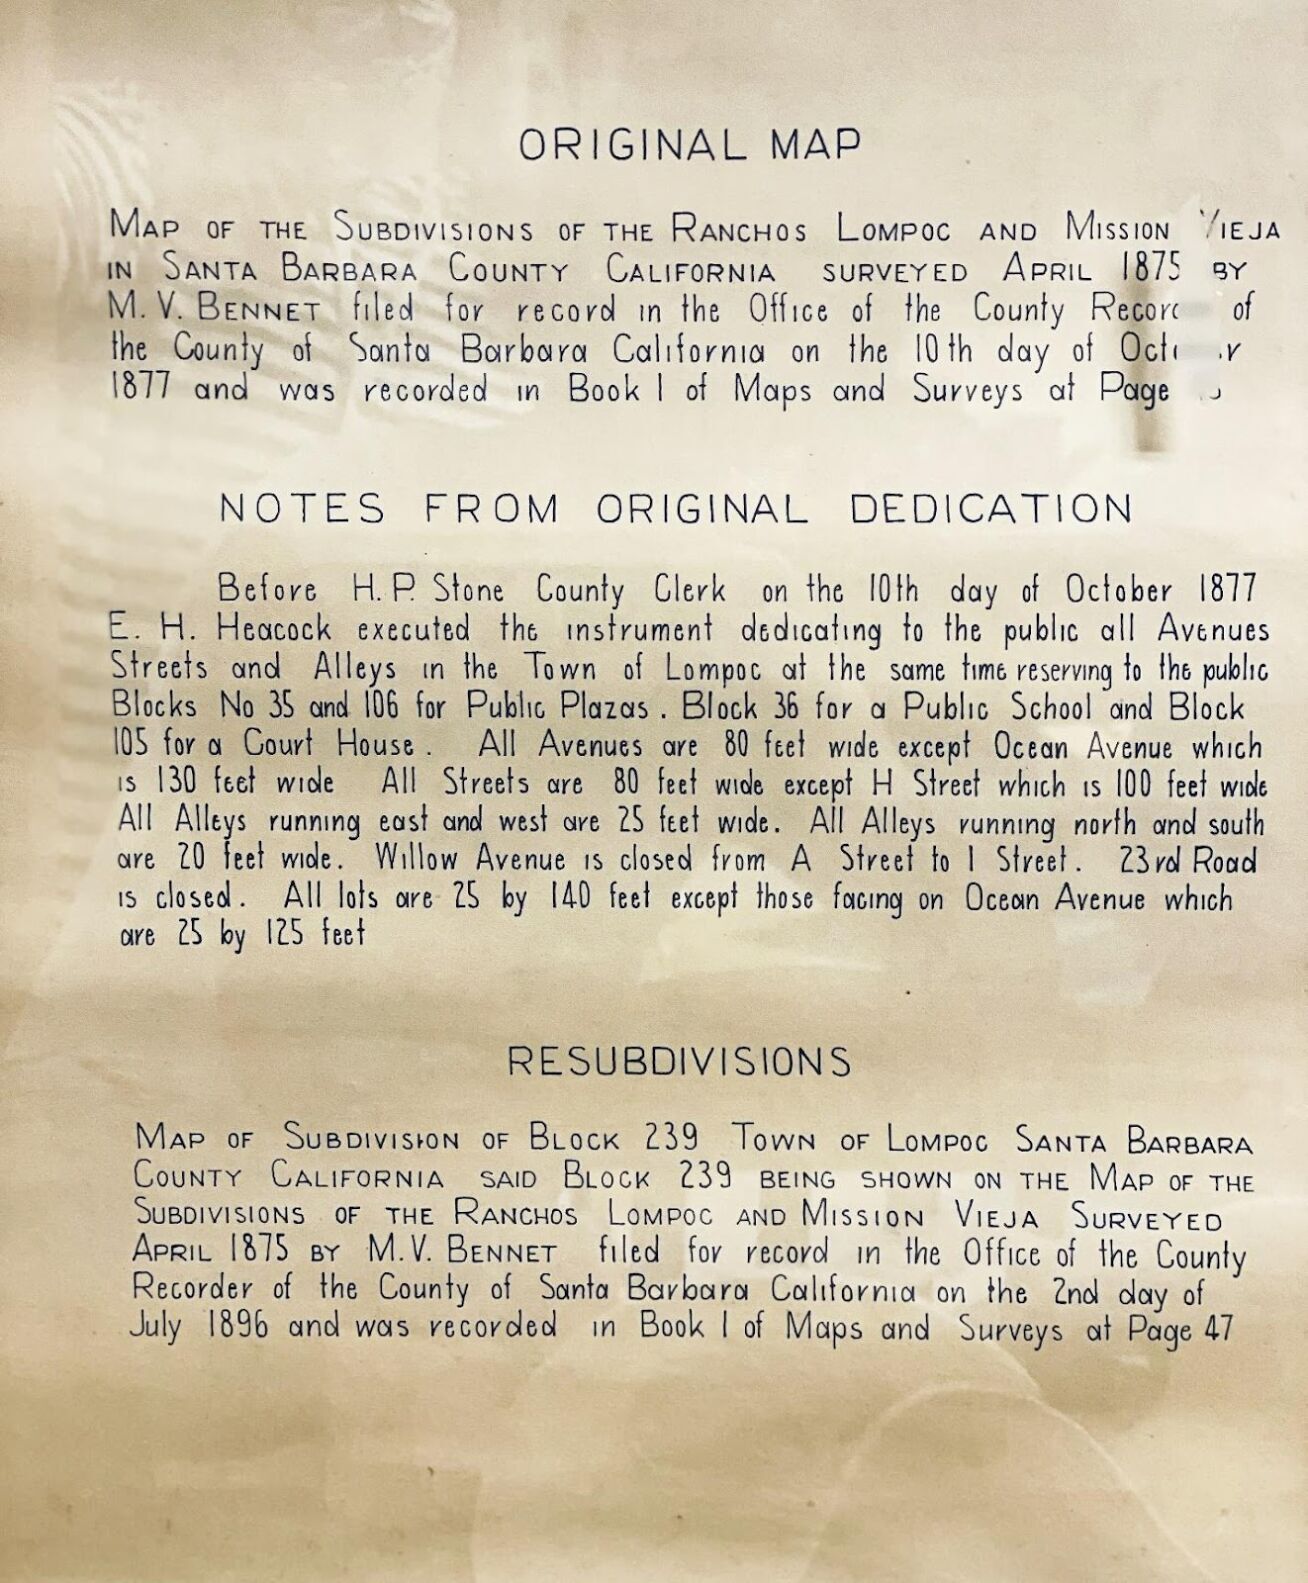 ORIGINAL MAP
MAP OF THE SUBDIVISIONS OF THE RANCHOS LOMPOC AND MISSION VIEJA
IN SANTA BARBARA COUNTY CALIFORNIA SURVEYED APRIL 1875 BY
M. V. BENNET filed for record in the Office of the County of
the County of Santa Barbara California on the 10th day of
1877 and was recorded in Book 1 of Maps and Surveys at Page
NOTES FROM ORIGINAL DEDICATION
Before H. P. Stone County Clerk on the 10th day of October 1877
E. H. Heacock executed the instrument dedicating to the public all Avenues
Streets and Alleys in the Town of Lompoc at the same time reserving to the public
Blocks No 35 and 106 for Public Plazas. Block 36 for a Public School and Block
105 for a Court House. All Avenues are 80 feet wide except Ocean Avenue which
is 130 feet wide All Streets are 80 feet wide except H Street which is 100 feet wide
All Alleys running east and west are 25 feet wide. All Alleys running north and south
are 20 feet wide. Willow Avenue is closed from A Street to I Street. 23rd Road
is closed. All lots are 25 by 140 feet except those facing on Ocean Avenue which
are 25 by 125 feet
RESUBDIVISIONS
MAP OF SUBDIVISION OF BLOCK 239 TOWN OF LOMPOC SANTA BARBARA
COUNTY CALIFORNIA SAID BLOCK 239 BEING SHOWN ON THE MAP OF THE
SUBDIVISIONS OF THE RANCHOS LOMPOC AND MISSION VIEJA SURVEYED
APRIL 1875 BY M. V. BENNET filed for record in the Office of the County
Recorder of the County of Santa Barbara California on the 2nd day of
July 1896 and was recorded in Book 1 of Maps and Surveys at Page 47